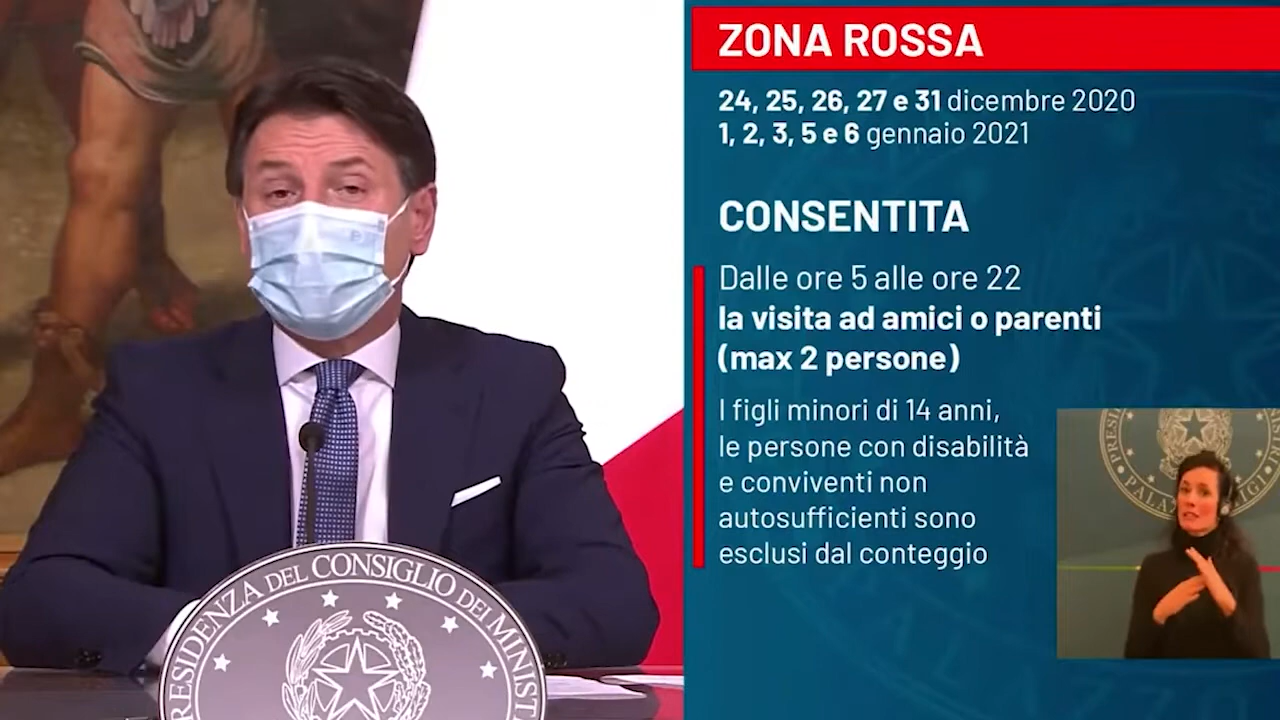 ZONA ROSSA
24, 25, 26, 27 e 31 dicembre 2020
1, 2, 3, 5 e 6 gennaio 2021
CONSENTITA
Dalle ore 5 alle ore 22
la visita ad amici o parenti
(max 2 persone)
I figli minori di 14 anni,
le persone con disabilità
e conviventi non
autosufficienti sono
esclusi dal conteggio
RESIDENZA DEL CONSIGLIO DEI MINIST